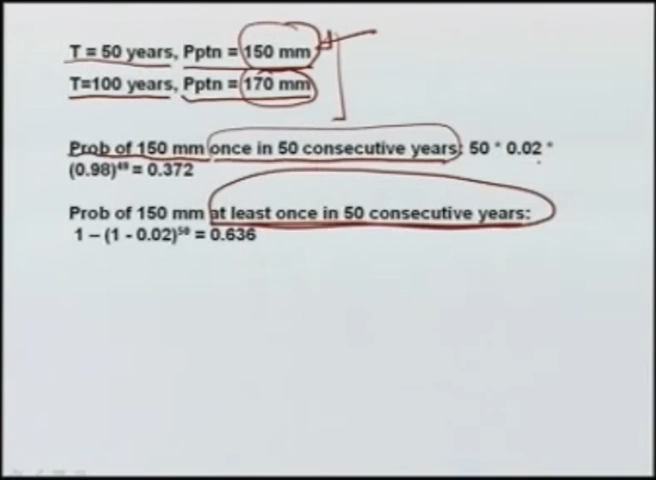 T = 50 years, Pptn = 150 mm
T=100 years, Pptn = 170 mm
Prob of 150 mm once in 50 consecutive years: 50 * 0.02 *
(0.98)⁴⁹ = 0.372
Prob of 150 mm at least once in 50 consecutive years:
1 – (1 - 0.02)⁵⁰ = 0.636